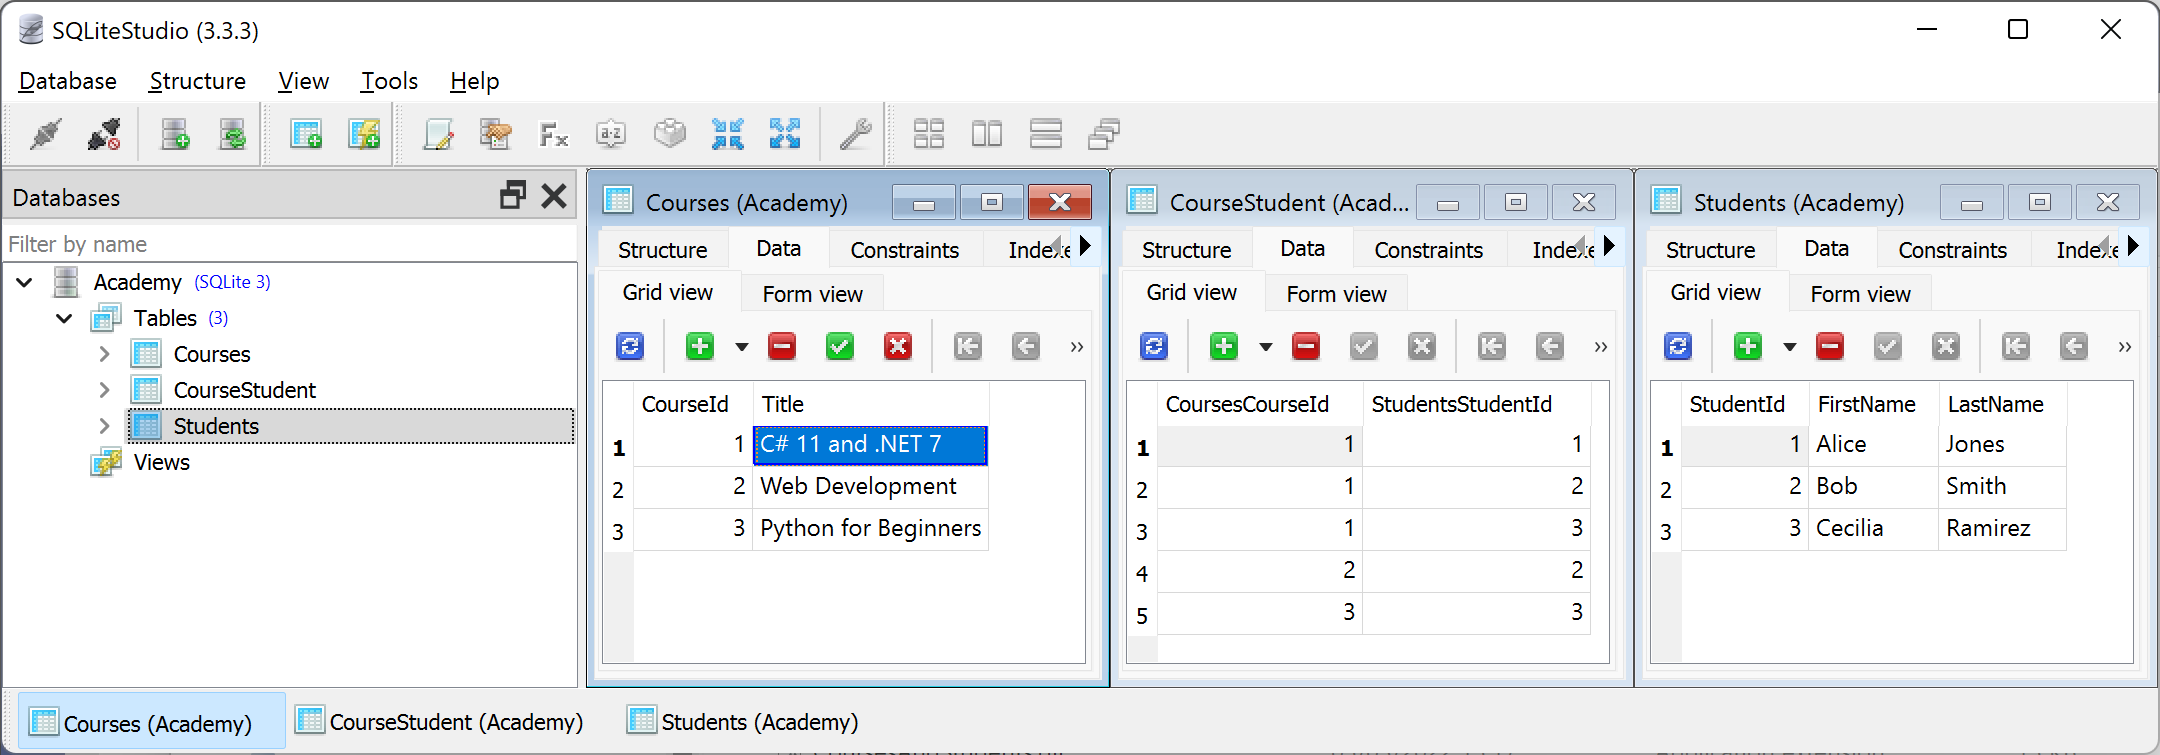 SQLiteStudio (3.3.3)
Database Structure View Tools Help
Databases
Filter by name
Academy (SQLite 3)
Tables (3)
Courses
CourseStudent
Students
Views
Courses (Academy)
Structure Data Constraints Indexe
Grid view Form view
CourseId Title
1 1 C# 11 and .NET 7
2 2 Web Development
3 3 Python for Beginners
CourseStudent (Acad...
Structure Data Constraints Indexe
Grid view Form view
CoursesCourseId StudentsStudentId
1 1 1
2 1 2
3 1 3
4 2 2
5 3 3
Students (Academy)
Structure Data Constraints Indexe
Grid view Form view
StudentId FirstName LastName
1 1 Alice Jones
2 2 Bob Smith
3 3 Cecilia Ramirez
Courses (Academy) CourseStudent (Academy) Students (Academy)